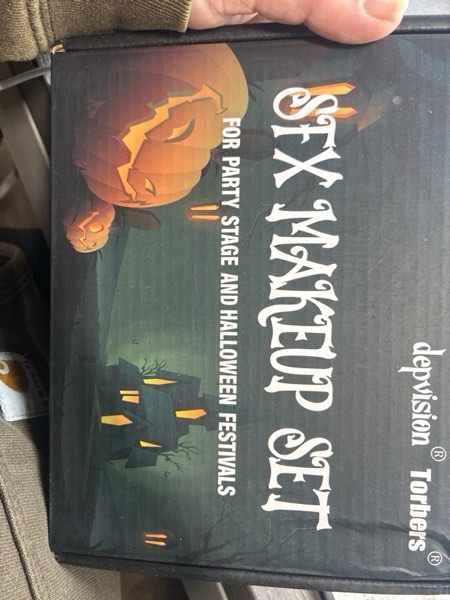 depvision® Torbers®
SFX MAKEUP SET
FOR PARTY STAGE AND HALLOWEEN FESTIVALS